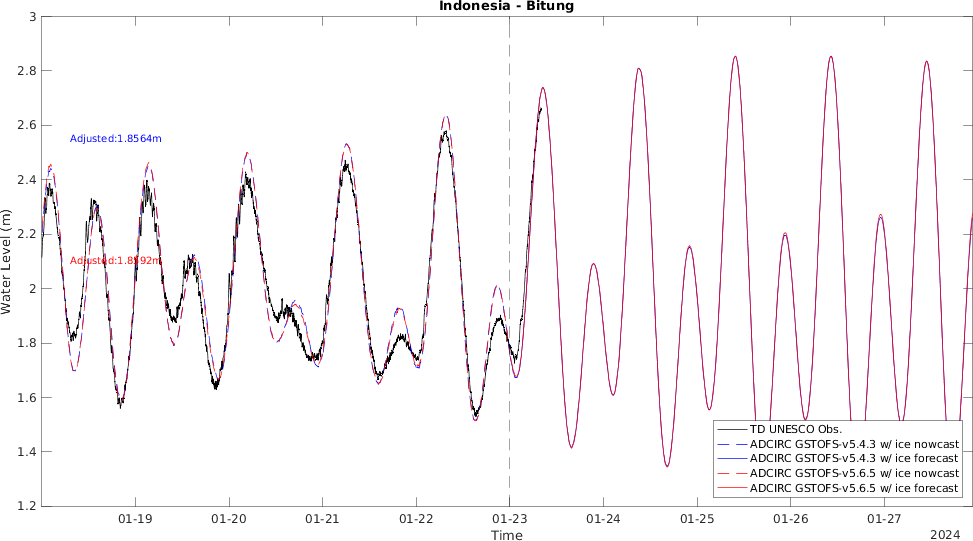 Indonesia - Bitung
3
2.8
2.6
2.4
2.2
2
1.8
1.6
1.4
1.2
Water Level (m)
Adjusted:1.8564m
Adjusted:1.8592m
TD UNESCO Obs.
ADCIRC GSTOFS-v5.4.3 w/ ice nowcast
ADCIRC GSTOFS-v5.4.3 w/ ice forecast
ADCIRC GSTOFS-v5.6.5 w/ ice nowcast
ADCIRC GSTOFS-v5.6.5 w/ ice forecast
01-19 01-20 01-21 01-22 01-23 01-24 01-25 01-26 01-27
Time
2024